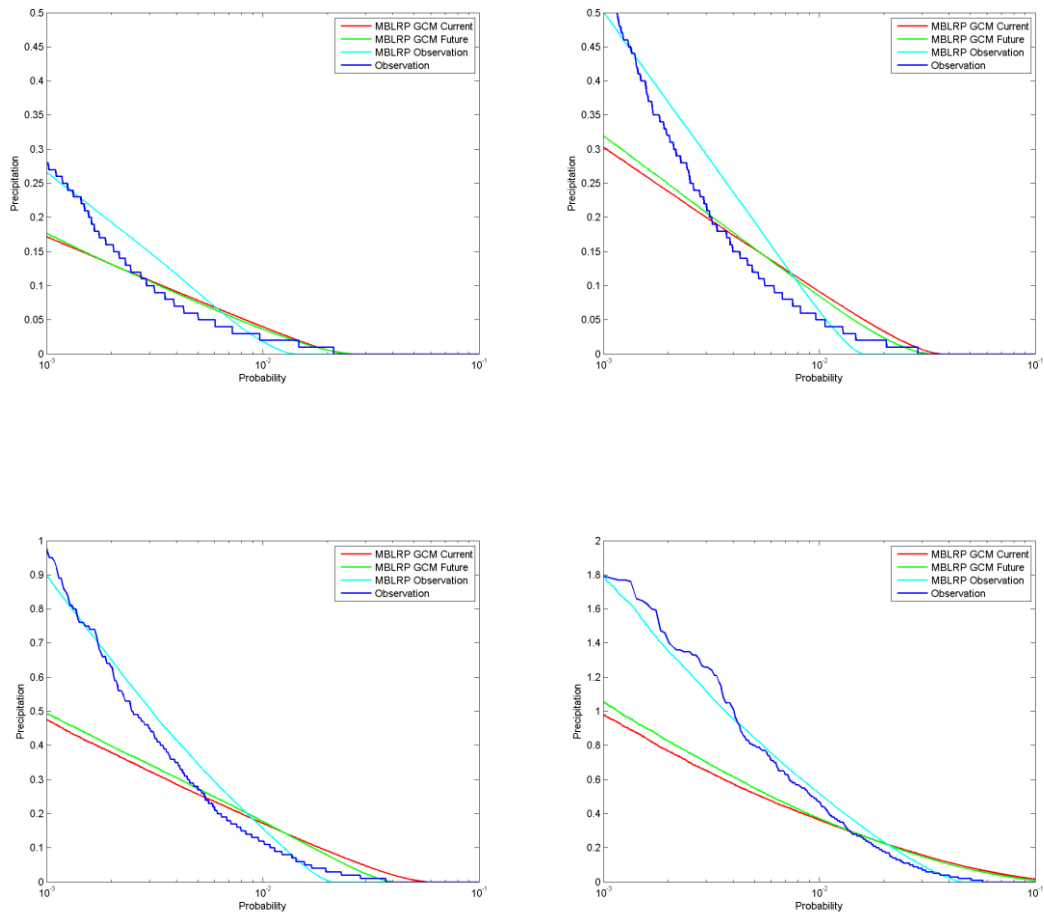 0.5
0.45
0.4
0.35
0.3
0.25
0.2
0.15
0.1
0.05
0
Precipitation
10-3
10-2
10-1
Probability
MBLRP GCM Current
MBLRP GCM Future
MBLRP Observation
Observation
0.5
0.45
0.4
0.35
0.3
0.25
0.2
0.15
0.1
0.05
0
Precipitation
10-3
10-2
10-1
Probability
MBLRP GCM Current
MBLRP GCM Future
MBLRP Observation
Observation
1
0.9
0.8
0.7
0.6
0.5
0.4
0.3
0.2
0.1
0
Precipitation
10-3
10-2
10-1
Probability
MBLRP GCM Current
MBLRP GCM Future
MBLRP Observation
Observation
2
1.8
1.6
1.4
1.2
1
0.8
0.6
0.4
0.2
0
Precipitation
10-3
10-2
10-1
Probability
MBLRP GCM Current
MBLRP GCM Future
MBLRP Observation
Observation